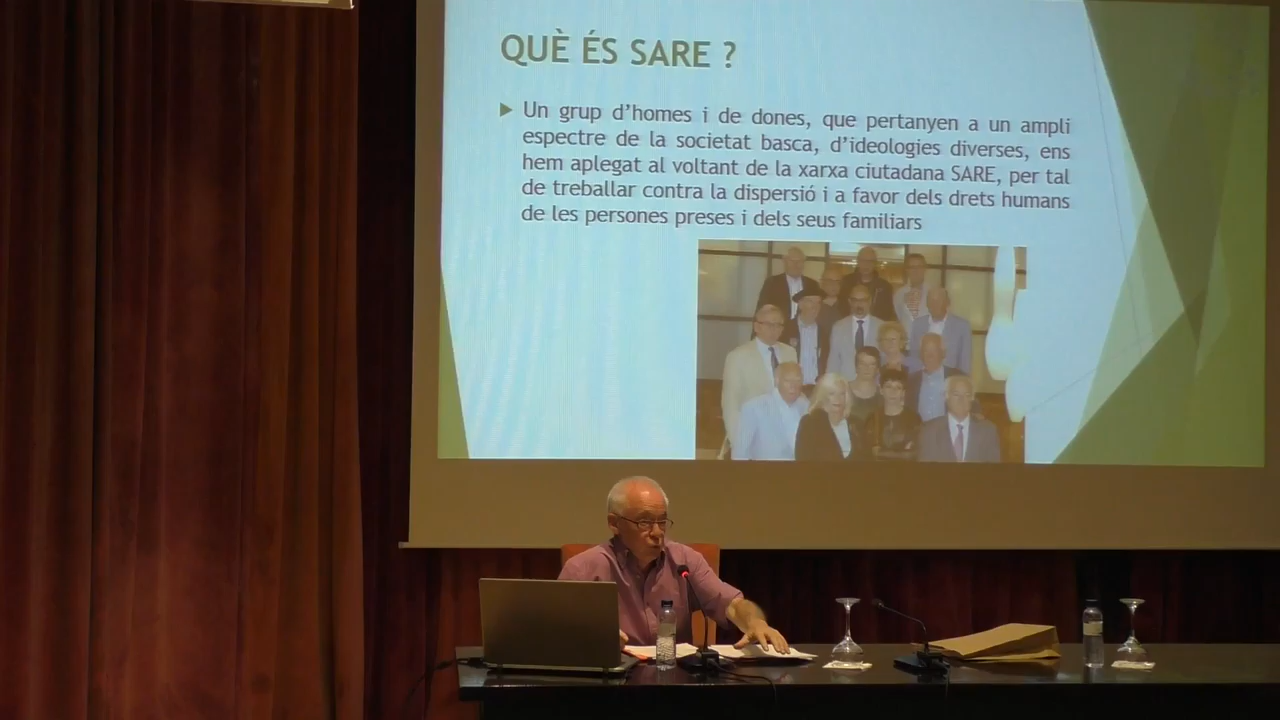 QUÈ ÉS SARE ?
Un grup d’homes i de dones, que pertanyen a un ampli
espectre de la societat basca, d’ideologies diverses, ens
hem aplegat al voltant de la xarxa ciutadana SARE, per tal
de treballar contra la dispersió i a favor dels drets humans
de les persones preses i dels seus familiars